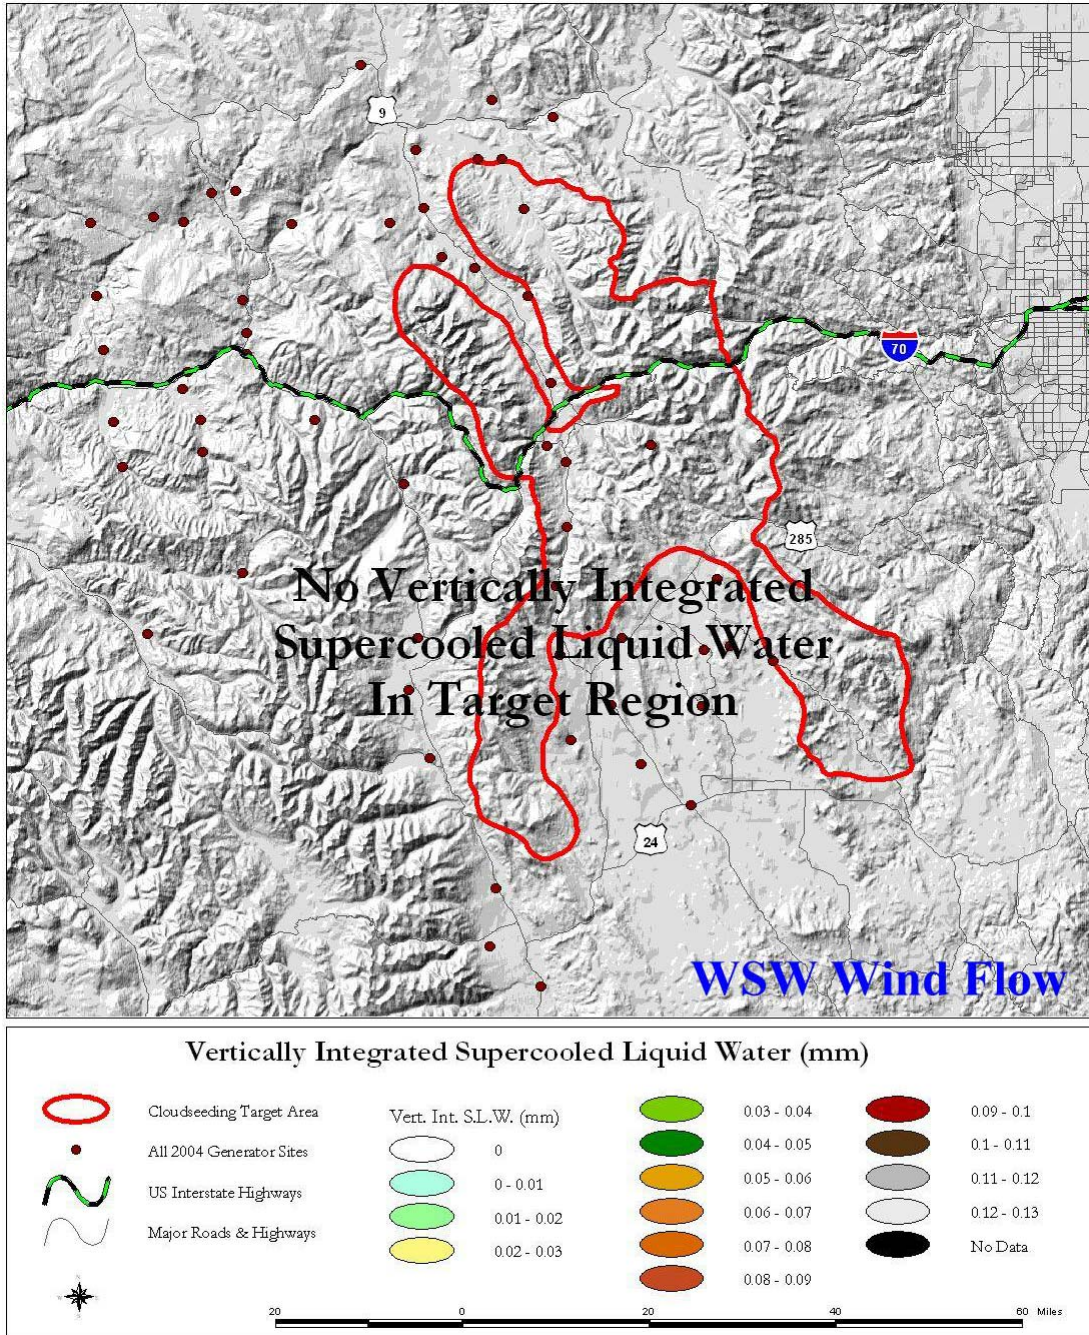 9
70
285
No Vertically Integrated
Supercooled Liquid Water
In Target Region
24
WSW Wind Flow
Vertically Integrated Supercooled Liquid Water (mm)
Cloudseeding Target Area
All 2004 Generator Sites
US Interstate Highways
Major Roads & Highways
Vert. Int. S.L.W. (mm)
0
0 - 0.01
0.01 - 0.02
0.02 - 0.03
0.03 - 0.04
0.04 - 0.05
0.05 - 0.06
0.06 - 0.07
0.07 - 0.08
0.08 - 0.09
0.09 - 0.1
0.1 - 0.11
0.11 - 0.12
0.12 - 0.13
No Data
20 0 20 40 60 Miles